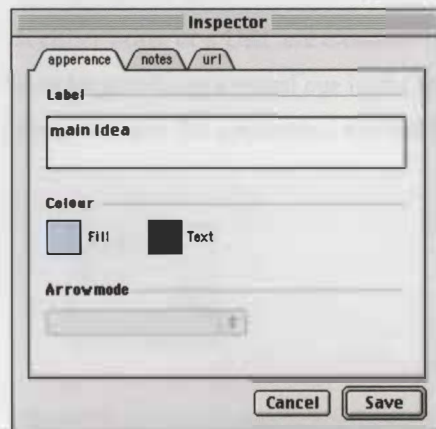 Inspector
apperance notes url
Label
main idea
Colour
Fill Text
Arrowmode
Cancel Save